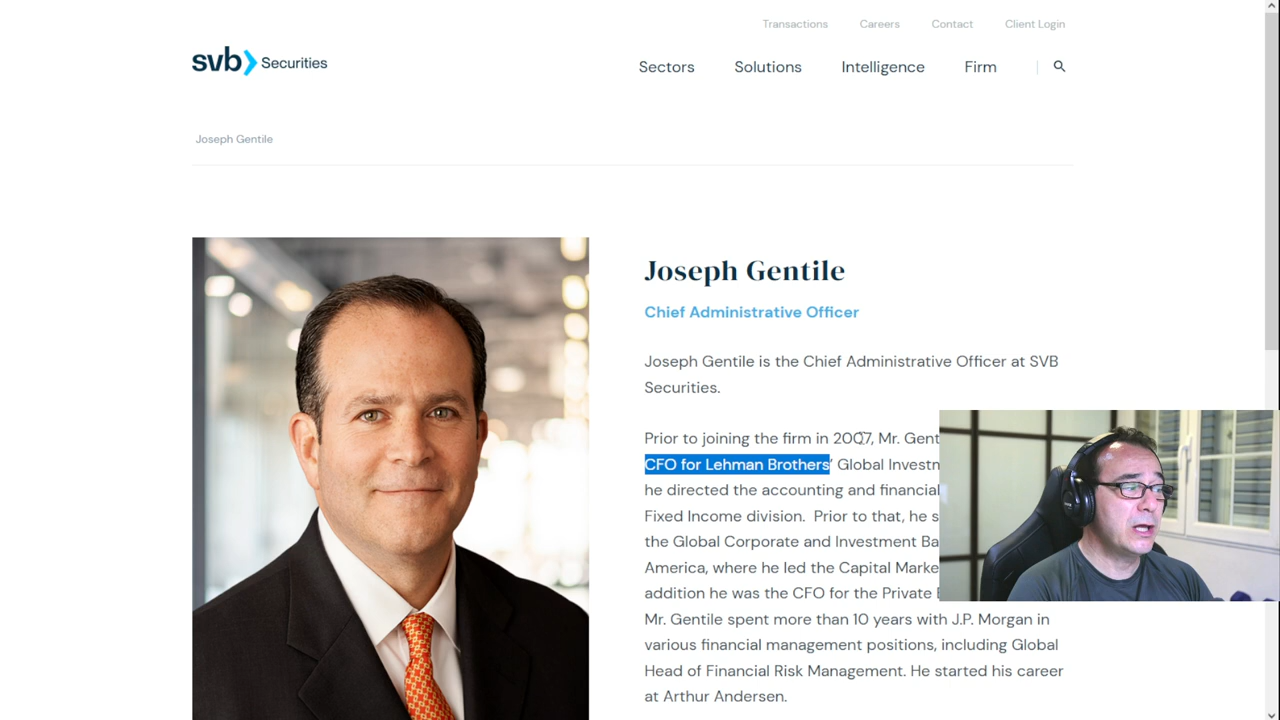 Transactions Careers Contact Client Login
svb Securities
Sectors Solutions Intelligence Firm
Joseph Gentile
Joseph Gentile
Chief Administrative Officer
Joseph Gentile is the Chief Administrative Officer at SVB
Securities.
Prior to joining the firm in 2007, Mr.
CFO for Lehman Brothers’ Global
he directed the accounting and financial
Fixed Income division. Prior to that, he
the Global Corporate and Investment
America, where he led the Capital
addition he was the CFO for the Private
Mr. Gentile spent more than 10 years with J.P. Morgan in
various financial management positions, including Global
Head of Financial Risk Management. He started his career
at Arthur Andersen.